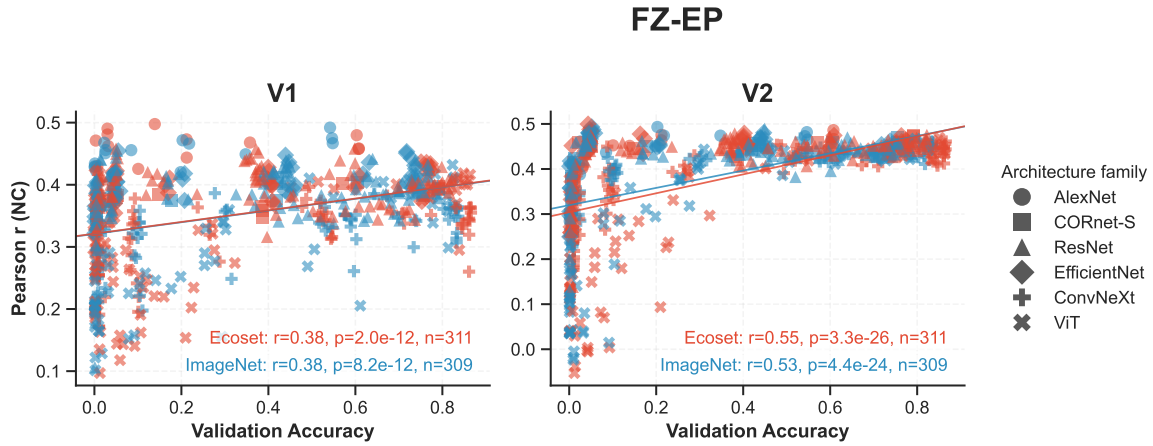 FZ-EP
V1
V2
Pearson r (NC)
0.5
0.4
0.3
0.2
0.1
0.0 0.2 0.4 0.6 0.8
Validation Accuracy
Ecoset: r=0.38, p=2.0e-12, n=311
ImageNet: r=0.38, p=8.2e-12, n=309
0.5
0.4
0.3
0.2
0.1
0.0
0.0 0.2 0.4 0.6 0.8
Validation Accuracy
Ecoset: r=0.55, p=3.3e-26, n=311
ImageNet: r=0.53, p=4.4e-24, n=309
Architecture family
AlexNet
CORnet-S
ResNet
EfficientNet
ConvNeXt
ViT